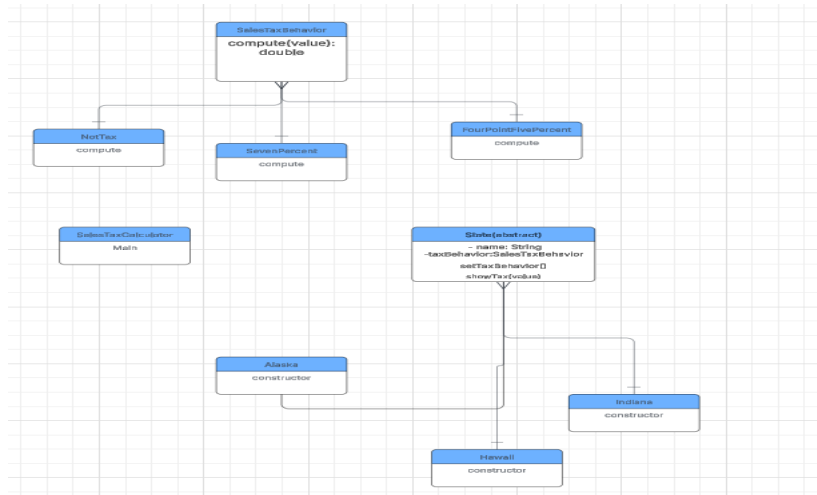 SalesTaxBehavior
compute(value):
double
NotTax
compute
SevenPercent
compute
FourPointFivePercent
compute
SalesTaxCalculator
Main
State(abstract)
- name: String
-taxBehavior:SalesTaxBehavior
setTaxBehavior()
showTax(value)
Alaska
constructor
Indiana
constructor
Hawaii
constructor